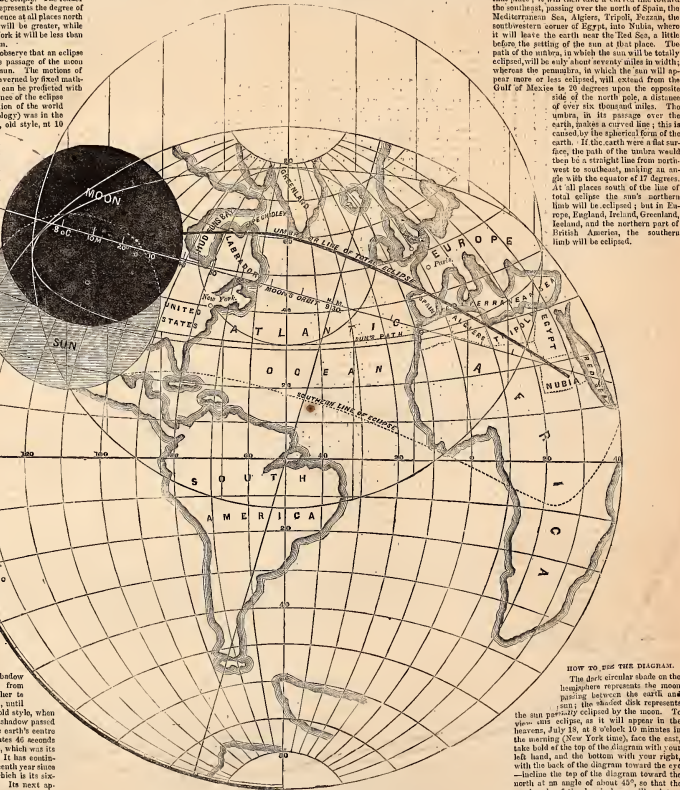 epresents the degree of
ence at all places north
will be greater, while
ork it will be less than
m.
observe that an eclipse
passage of the moon
sun. The motions of
verned by fixed math-
can be predicted with
nce of the eclipse
ion of the world
ology) was in the
, old style, at 10
the southeast, passing over the north of Spain, the
Mediterranean Sea, Algiers, Tripoli, Fezzan, the
southwestern corner of Egypt, into Nubia, where
it will leave the earth near the Red Sea, a little
before the setting of the sun at that place. The
path of the umbra, in which the sun will be totally
eclipsed, will be only about seventy miles in width;
whereas the penumbra, in which the sun will ap-
pear more or less eclipsed, will extend from the
Gulf of Mexico to 20 degrees upon the opposite
side of the north pole, a distance
of over six thousand miles. The
umbra, in its passage over the
earth, makes a curved line; this is
caused by the spherical form of the
earth. If the earth were a flat sur-
face, the path of the umbra would
then be a straight line from north-
west to southeast, making an an-
gle with the equator of 17 degrees.
At all places south of the line of
total eclipse the sun's northern
limb will be eclipsed; but in Eu-
rope, England, Ireland, Greenland,
Iceland, and the northern part of
British America, the southern
limb will be eclipsed.
MOON
SUN
GREENLAND
HUDSONS BAY
LABRADOR
UMBRA OR LINE OF TOTAL ECLIPSE
EUROPE
Paris
SPAIN
New York
MOON'S ORBIT
UNITED
STATES
ATLANTIC
SUN'S PATH
ALGIERS
TRIPOLI
EGYPT
RED SEA
NUBIA
OCEAN
SOUTHERN LINE OF ECLIPSE
AFRICA
120
60
20
40
SOUTH
AMERICA
20
80
hadow
from
her to
, until
old style, when
shadow passed
e earth's centre
tes 46 seconds
, which was its
It has contin-
enth year since
hich is its six-
Its next ap-
HOW TO USE THE DIAGRAM.
The dark circular shade on the
hemisphere represents the moon
passing between the earth and
sun; the shaded disk represents
the sun partially eclipsed by the moon. To
view this eclipse, as it will appear in the
heavens, July 18, at 8 o'clock 10 minutes in
the morning (New York time), face the east,
take hold of the top of the diagram with your
left hand, and the bottom with your right,
with the back of the diagram toward the eye
—incline the top of the diagram toward the
north at an angle of about 45°, so that the